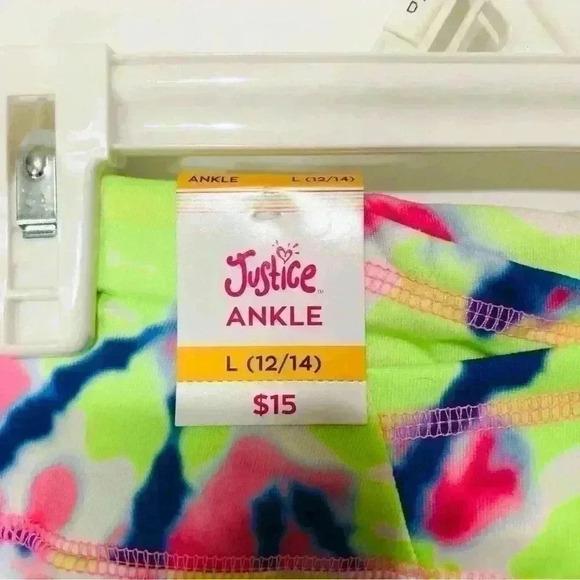 D
ANKLE L (12/14)
Justice
ANKLE
L (12/14)
$15